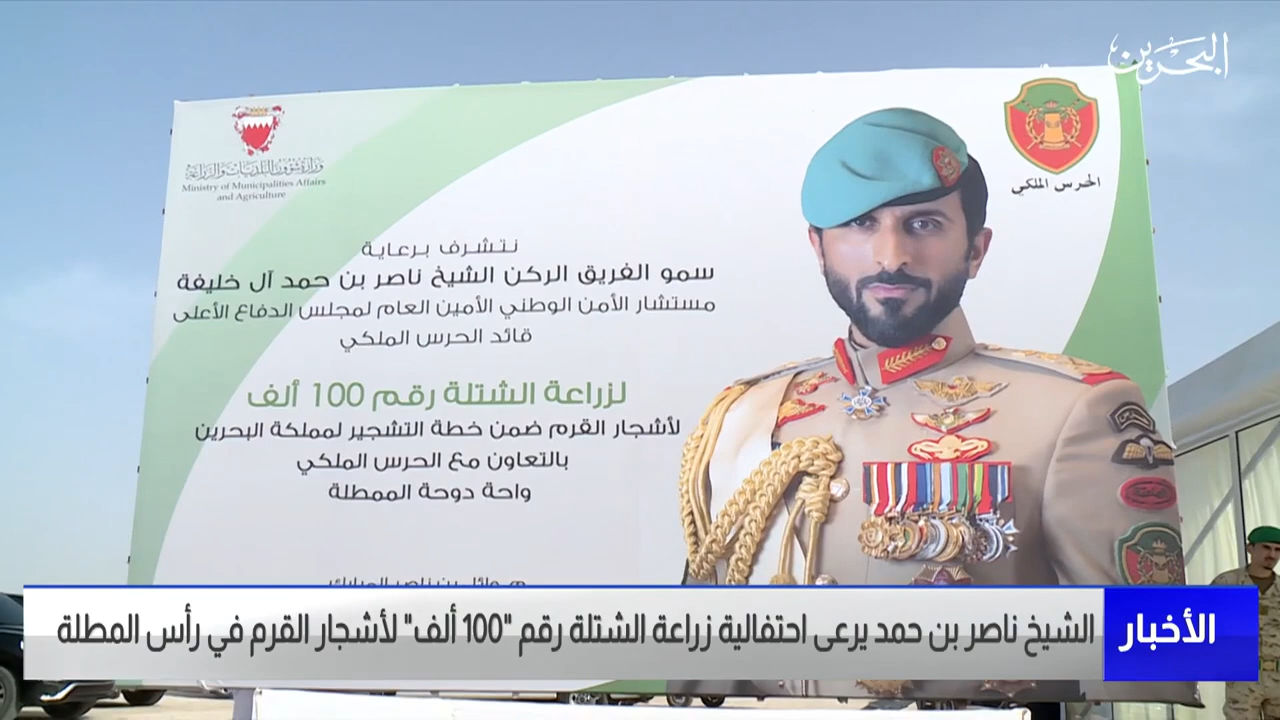 البحرين
وزارة شؤون البلديات والزراعة
Ministry of Municipalities Affairs
and Agriculture
الحرس الملكي
نتشرف برعاية
سمو الفريق الركن الشيخ ناصر بن حمد آل خليفة
مستشار الأمن الوطني الأمين العام لمجلس الدفاع الأعلى
قائد الحرس الملكي
لزراعة الشتلة رقم 100 ألف
لأشجار القرم ضمن خطة التشجير لمملكة البحرين
بالتعاون مع الحرس الملكي
واحة دوحة الممطلة
الأخبار
الشيخ ناصر بن حمد يرعى احتفالية زراعة الشتلة رقم "100 ألف" لأشجار القرم في رأس المطلة